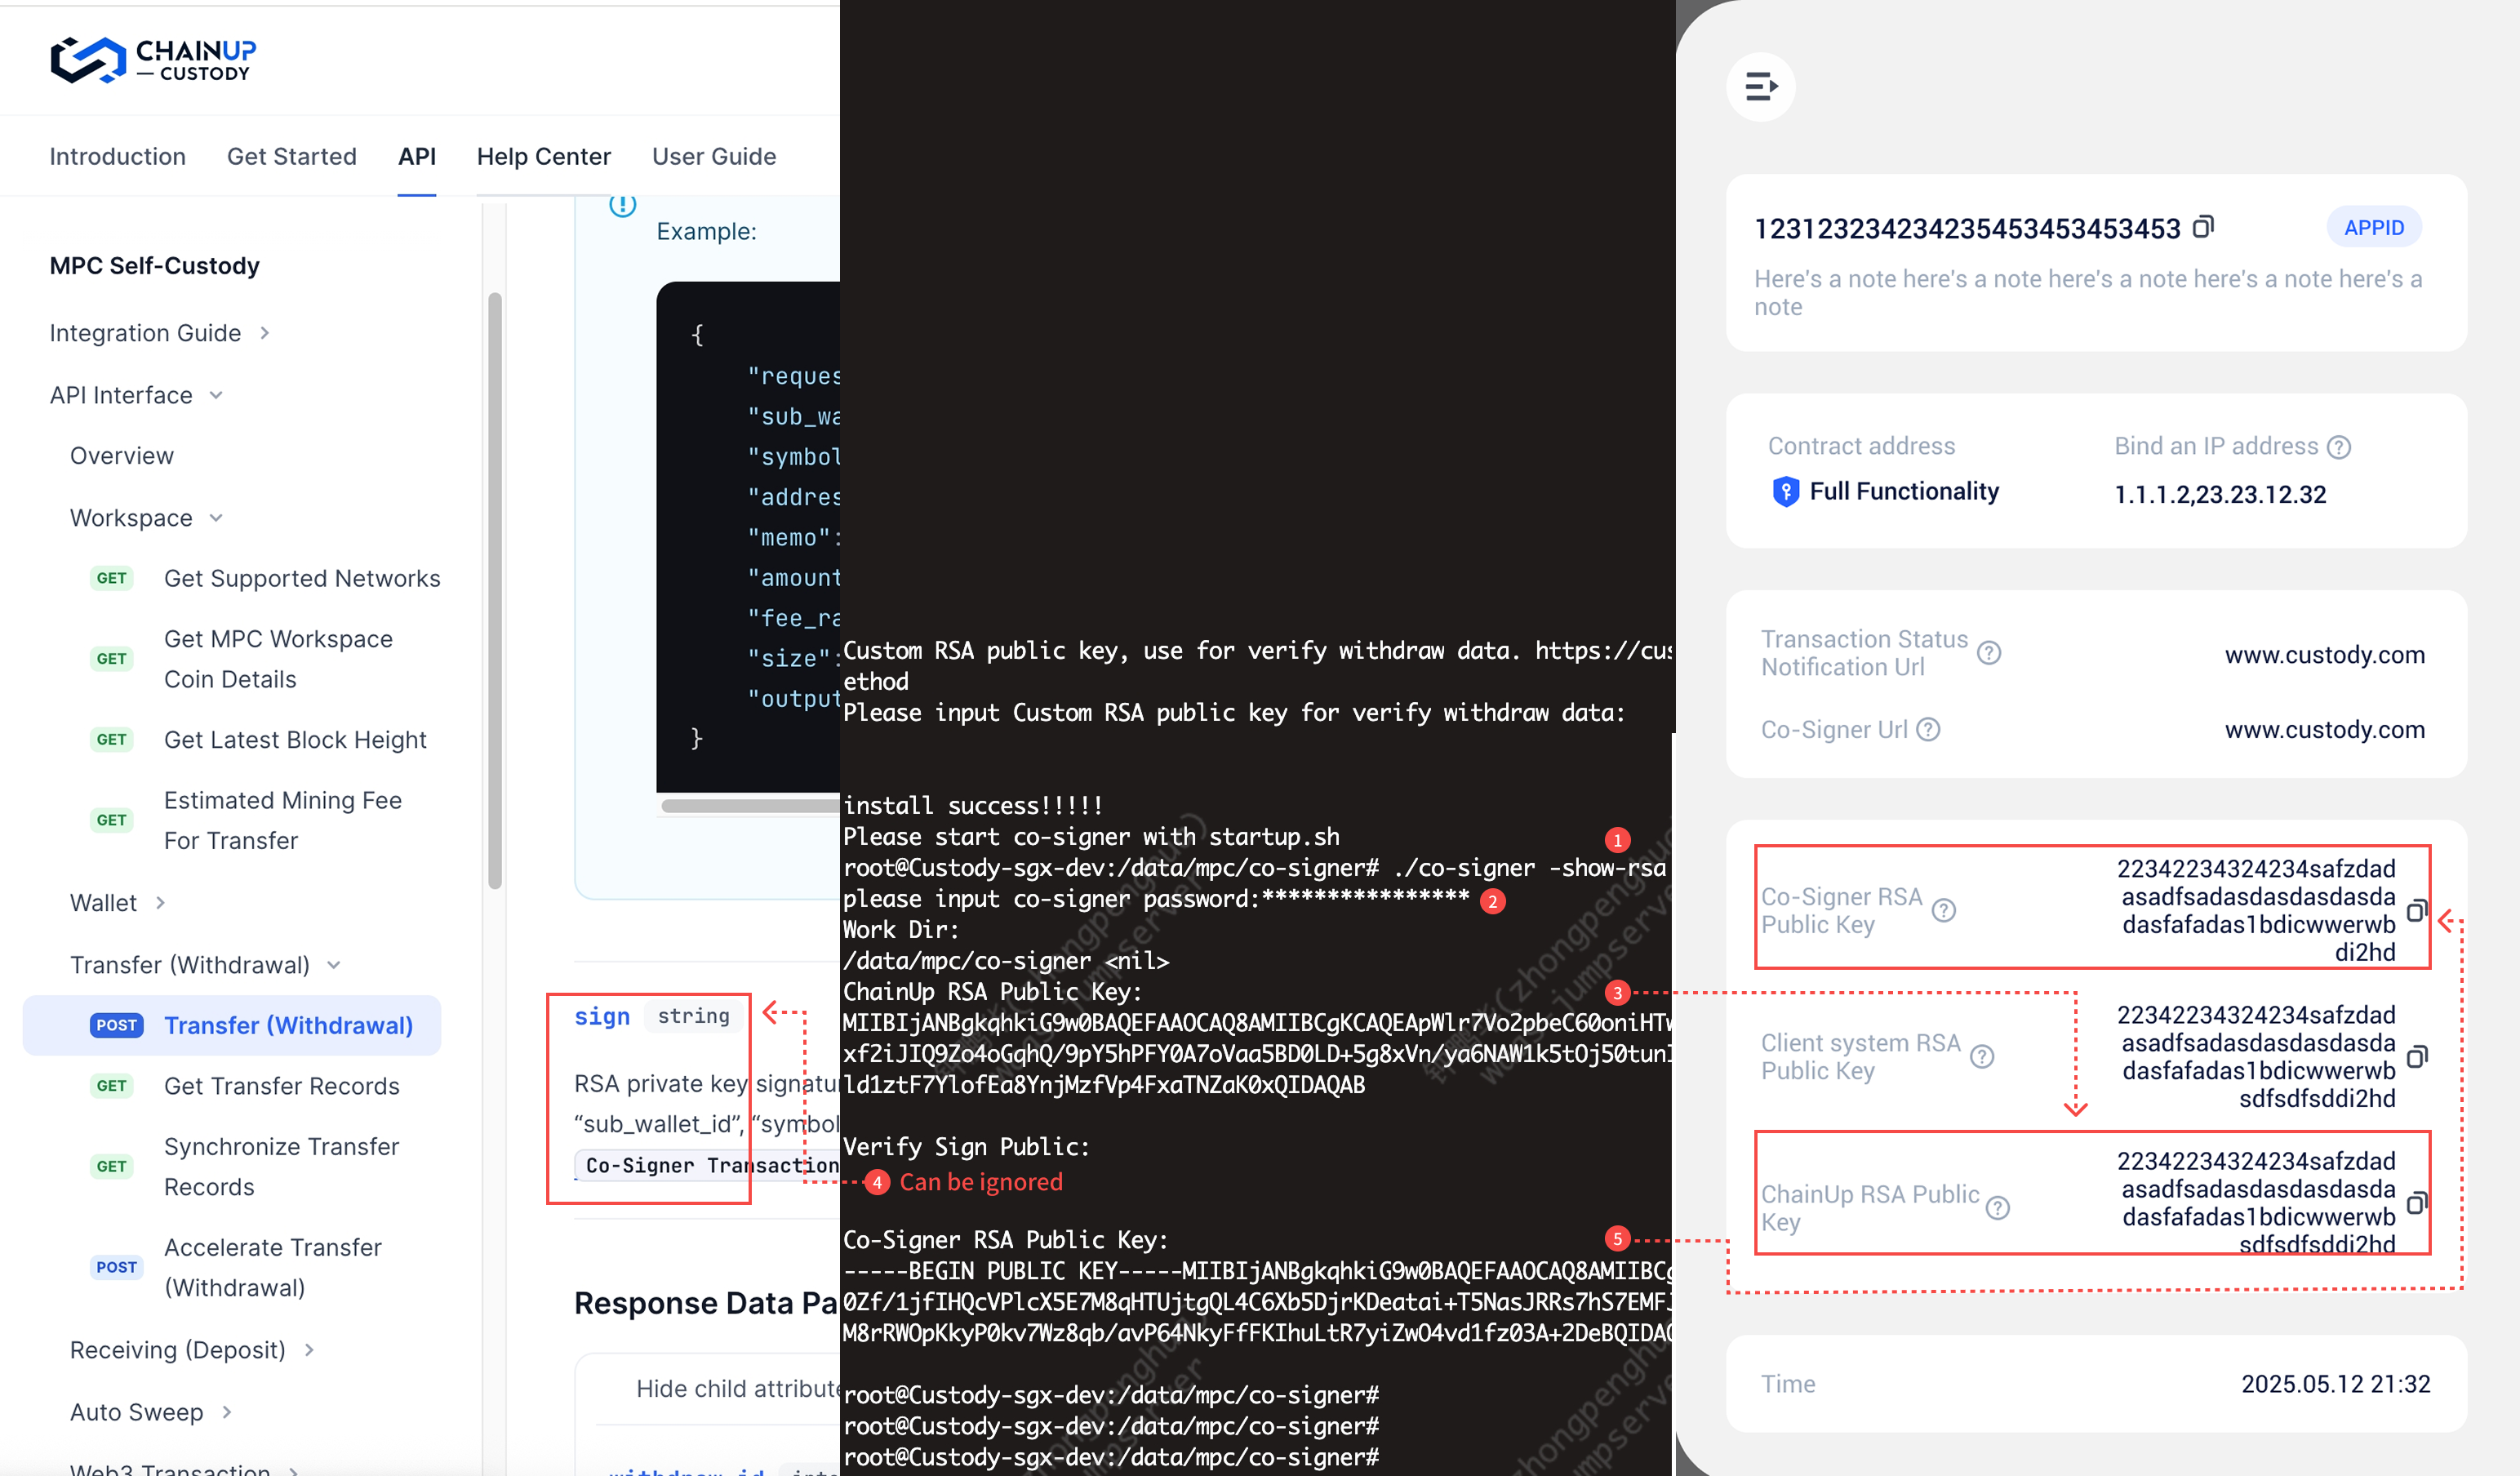 CHAINUP
CUSTODY
Introduction
Get Started
API
Help Center
User Guide
MPC Self-Custody
Integration Guide
API Interface
Overview
Workspace
GET Get Supported Networks
GET Get MPC Workspace
Coin Details
GET Get Latest Block Height
GET Estimated Mining Fee
For Transfer
Wallet
Transfer (Withdrawal)
POST Transfer (Withdrawal)
GET Get Transfer Records
GET Synchronize Transfer
Records
POST Accelerate Transfer
(Withdrawal)
Receiving (Deposit)
Auto Sweep
Web3 Transaction
Example:
{
"reques
"sub_wa
"symbol
"addres
"memo":
"amount
"fee_ra
"size":
"output
}
sign string
RSA private key signatu
“sub_wallet_id”, “symbol
Co-Signer Transaction
Response Data Pa
Hide child attribute
Custom RSA public key, use for verify withdraw data. https://cus
ethod
Please input Custom RSA public key for verify withdraw data:
install success!!!!!
Please start co-signer with startup.sh
1
root@Custody-sgx-dev:/data/mpc/co-signer# ./co-signer -show-rsa
please input co-signer password:**************** 2
Work Dir:
/data/mpc/co-signer <nil>
ChainUp RSA Public Key: 3
MIIBIjANBgkqhkiG9w0BAQEFAAOCAQ8AMIIBCgKCAQEApWlr7Vo2pbeC60oniHTw
xf2iJIQ9Zo4oGqhQ/9pY5hPFY0A7oVaa5BD0LD+5g8xVn/ya6NAW1k5tOj50tunI
ld1ztF7YlofEa8YnjMzfVp4FxaTNZaK0xQIDAQAB
Verify Sign Public:
4 Can be ignored
Co-Signer RSA Public Key: 5
-----BEGIN PUBLIC KEY-----MIIBIjANBgkqhkiG9w0BAQEFAAOCAQ8AMIIBCg
0Zf/1jfIHQcVPlcX5E7M8qHTUjtgQL4C6Xb5DjrKDeatai+T5NasJRRs7hS7EMFJ
M8rRWOpKkyP0kv7Wz8qb/avP64NkyFfFKIhuLtR7yiZwO4vd1fz03A+2DeBQIDAQ
root@Custody-sgx-dev:/data/mpc/co-signer#
root@Custody-sgx-dev:/data/mpc/co-signer#
root@Custody-sgx-dev:/data/mpc/co-signer#
123123234234235453453453453
APPID
Here's a note here's a note here's a note here's a note here's a
note
Contract address
Full Functionality
Bind an IP address
1.1.1.2,23.23.12.32
Transaction Status
Notification Url
www.custody.com
Co-Signer Url
www.custody.com
Co-Signer RSA
Public Key
22342234324234safzdad
asadfsadasdasdasdasda
dasfafadas1bdicwwerwb
di2hd
Client system RSA
Public Key
22342234324234safzdad
asadfsadasdasdasdasda
dasfafadas1bdicwwerwb
sdfsdfsddi2hd
ChainUp RSA Public
Key
22342234324234safzdad
asadfsadasdasdasdasda
dasfafadas1bdicwwerwb
sdfsdfsddi2hd
Time
2025.05.12 21:32